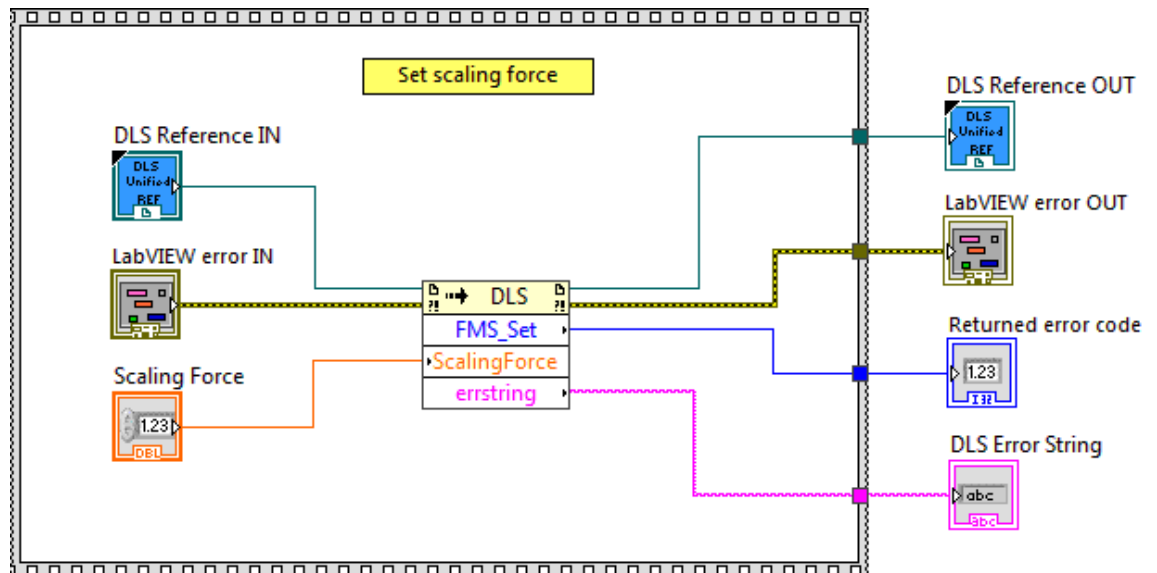 Set scaling force
DLS Reference OUT
DLS
Unified
REF
DLS Reference IN
DLS
Unified
REF
LabVIEW error OUT
LabVIEW error IN
?! DLS ?!
FMS_Set
ScalingForce
errstring
Returned error code
1.23
I32
Scaling Force
1.23
DBL
DLS Error String
abc
abc